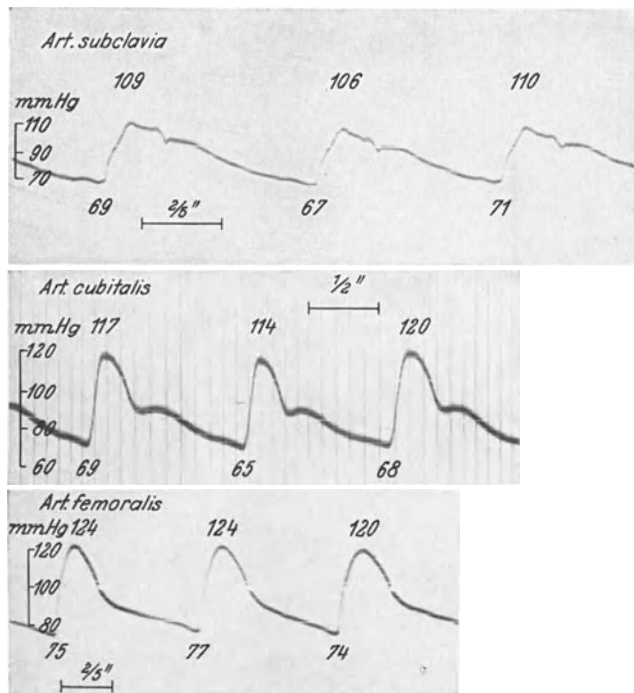 Art. subclavia
109 106 110
mmHg
110
90
70
69 67 71
2/5"
Art. cubitalis
1/2"
mmHg 117 114 120
120
100
80
60
69 65 68
Art. femoralis
mmHg 124 124 120
120
100
80
75 77 74
2/5"